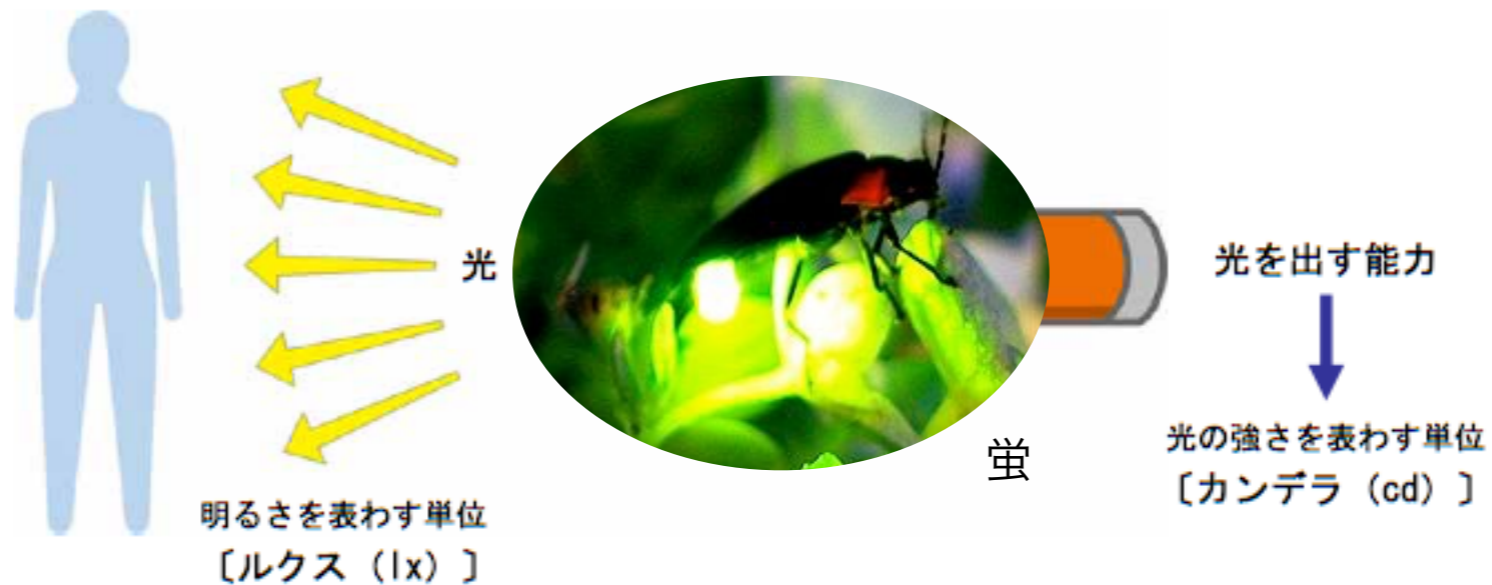 光
蛍
光を出す能力
光の強さを表わす単位
〔カンデラ（cd）〕
明るさを表わす単位
〔ルクス（lx）〕